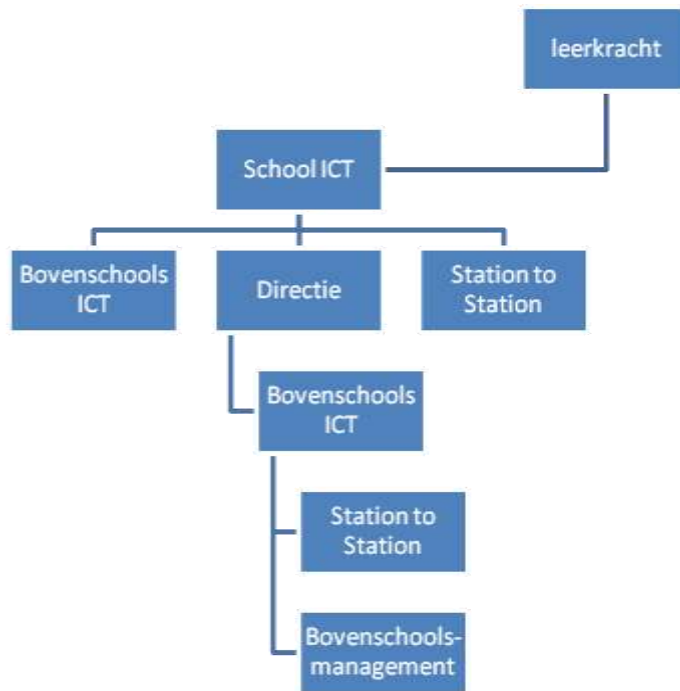 leerkracht
School ICT
Bovenschools
ICT
Directie
Station to
Station
Bovenschools
ICT
Station to
Station
Bovenschools-
management